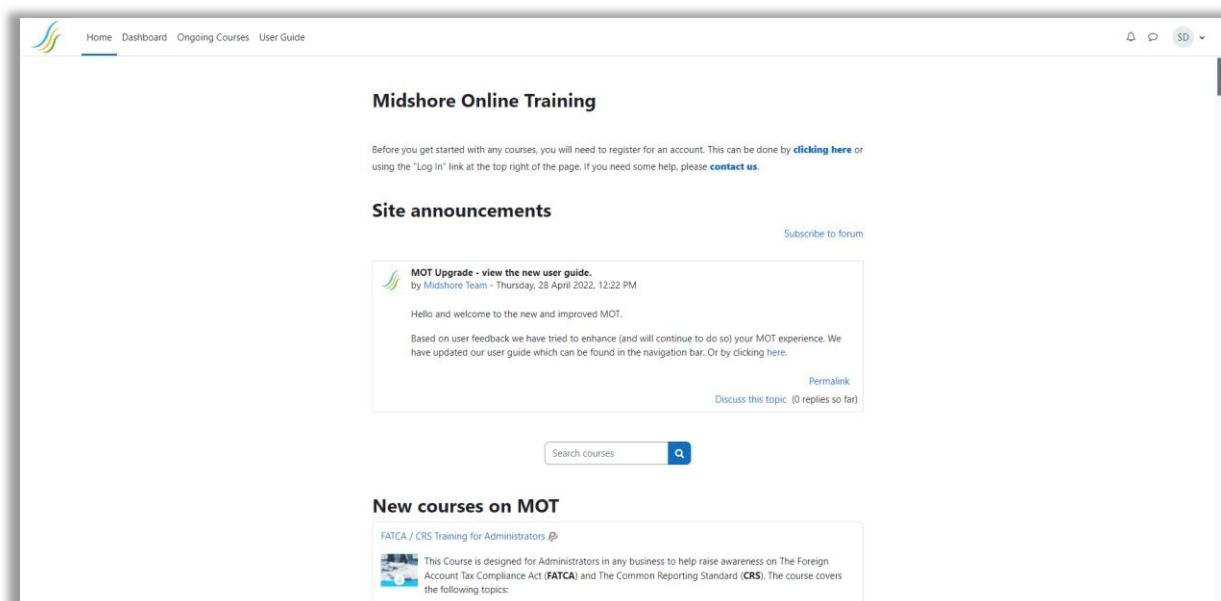 Home Dashboard Ongoing Courses User Guide
SD
Midshore Online Training
Before you get started with any courses, you will need to register for an account. This can be done by clicking here or
using the "Log In" link at the top right of the page. If you need some help, please contact us.
Site announcements
Subscribe to forum
MOT Upgrade - view the new user guide.
by Midshore Team - Thursday, 28 April 2022, 12:22 PM
Hello and welcome to the new and improved MOT.
Based on user feedback we have tried to enhance (and will continue to do so) your MOT experience. We
have updated our user guide which can be found in the navigation bar. Or by clicking here.
Permalink
Discuss this topic (0 replies so far)
Search courses
New courses on MOT
FATCA / CRS Training for Administrators
This Course is designed for Administrators in any business to help raise awareness on The Foreign
Account Tax Compliance Act (FATCA) and The Common Reporting Standard (CRS). The course covers
the following topics: